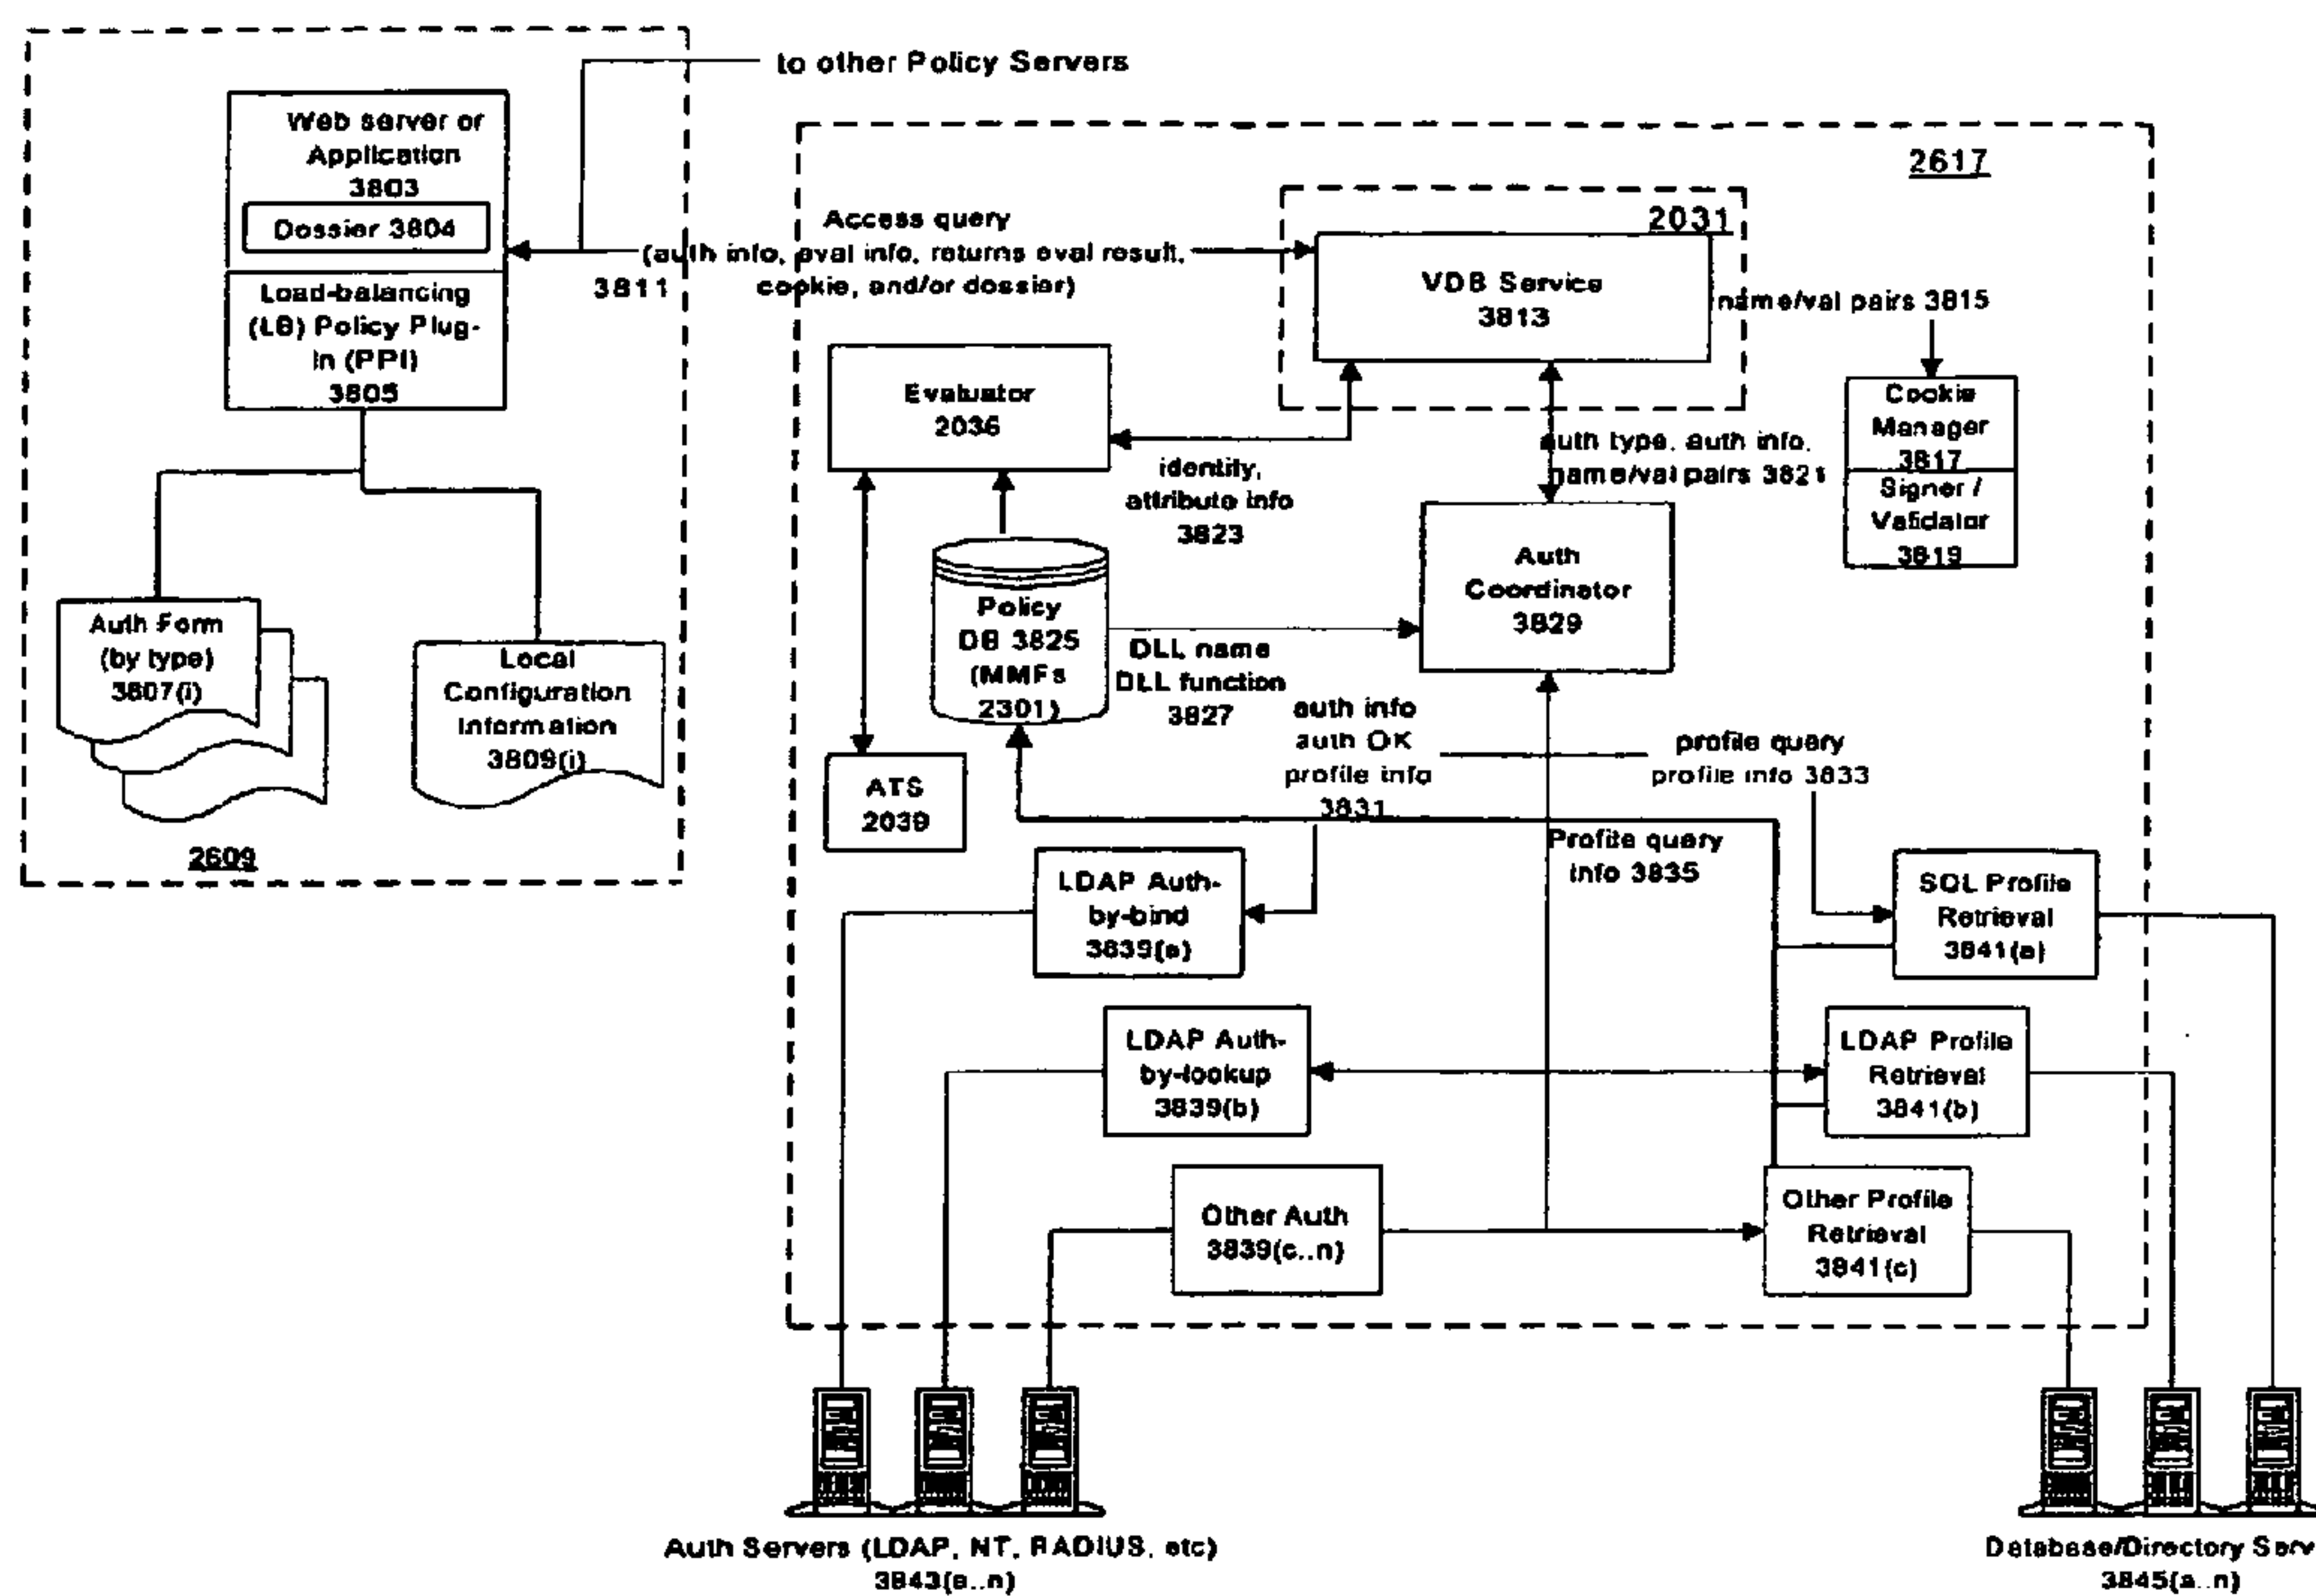 to other Policy Servers
Web server or
Application
3803
Dossier 3804
Load-balancing
(LB) Policy Plug-
in (PPI)
3805
Auth Form
(by type)
3807(i)
Local
Configuration
Information
3809(i)
2609
Access query
(auth info, eval info, returns eval result,
cookie, and/or dossier)
3811
2617
2031
VDB Service
3813
name/val pairs 3815
Cookie
Manager
3817
Signer /
Validator
3819
Evaluator
2036
identity,
attribute info
3823
auth type, auth info,
name/val pairs 3821
Auth
Coordinator
3829
Policy
DB 3825
(MMFs
2301)
DLL name
DLL function
3827
ATS
2039
auth info
auth OK
profile info
3831
profile query
profile info 3833
Profile query
info 3835
LDAP Auth-
by-bind
3839(a)
SQL Profile
Retrieval
3841(a)
LDAP Auth-
by-lookup
3839(b)
LDAP Profile
Retrieval
3841(b)
Other Auth
3839(c..n)
Other Profile
Retrieval
3841(c)
Auth Servers (LDAP, NT, RADIUS, etc)
3843(a..n)
Database/Directory Serv
3845(a..n)